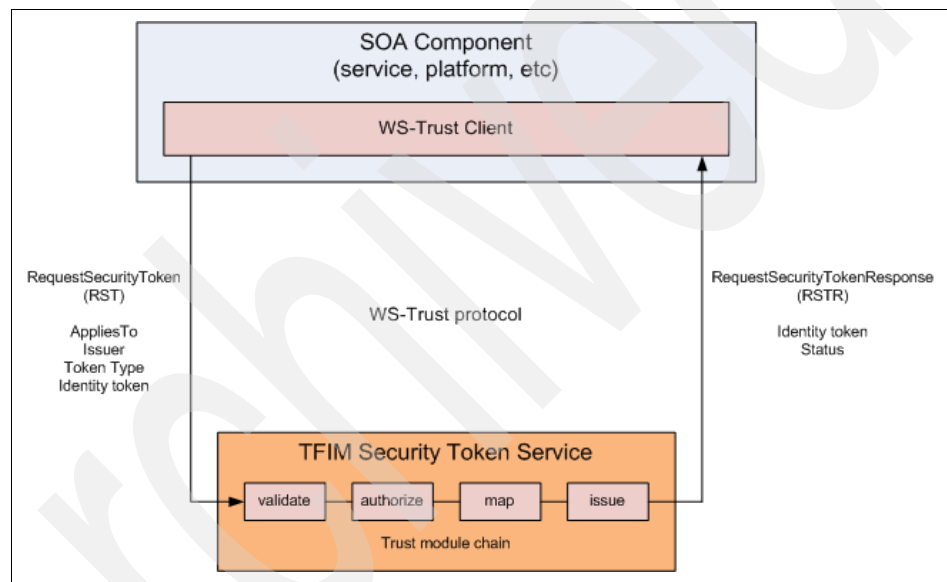 SOA Component
(service, platform, etc)
WS-Trust Client
RequestSecurityToken
(RST)
AppliesTo
Issuer
Token Type
Identity token
WS-Trust protocol
RequestSecurityTokenResponse
(RSTR)
Identity token
Status
TFIM Security Token Service
validate
authorize
map
issue
Trust module chain